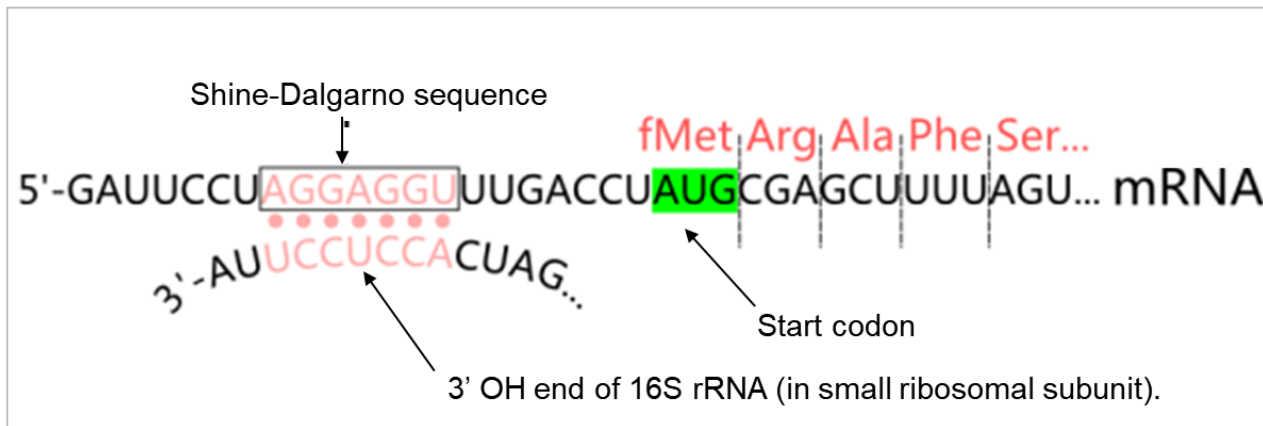 Shine-Dalgarno sequence
fMet Arg Ala Phe Ser...
5'-GAUUCCUAGGAGGUUUGACCUAUGCGAGCUUUUAGU... mRNA
3'-AUUCCUCCACUAG...
Start codon
3’ OH end of 16S rRNA (in small ribosomal subunit).